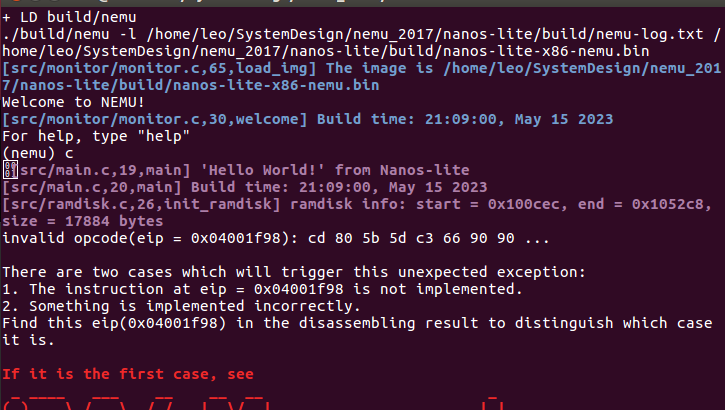 + LD build/nemu
./build/nemu -l /home/leo/SystemDesign/nemu_2017/nanos-lite/build/nemu-log.txt /
home/leo/SystemDesign/nemu_2017/nanos-lite/build/nanos-lite-x86-nemu.bin
[src/monitor/monitor.c,65,load_img] The image is /home/leo/SystemDesign/nemu_201
7/nanos-lite/build/nanos-lite-x86-nemu.bin
Welcome to NEMU!
[src/monitor/monitor.c,30,welcome] Build time: 21:09:00, May 15 2023
For help, type "help"
(nemu) c
[src/main.c,19,main] 'Hello World!' from Nanos-lite
[src/main.c,20,main] Build time: 21:09:00, May 15 2023
[src/ramdisk.c,26,init_ramdisk] ramdisk info: start = 0x100cec, end = 0x1052c8,
size = 17884 bytes
invalid opcode(eip = 0x04001f98): cd 80 5b 5d c3 66 90 90 ...
There are two cases which will trigger this unexpected exception:
1. The instruction at eip = 0x04001f98 is not implemented.
2. Something is implemented incorrectly.
Find this eip(0x04001f98) in the disassembling result to distinguish which case
it is.
If it is the first case, see